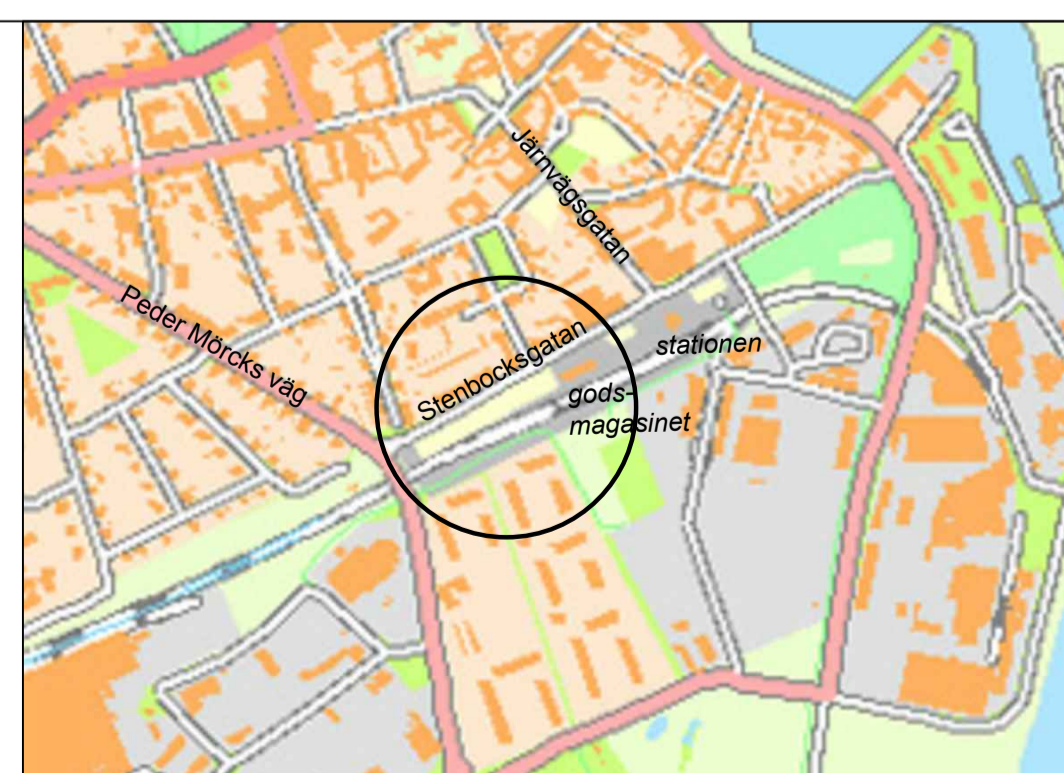 Järnvägsgatan
Peder Mörcks väg
Stenbocksgatan
stationen
gods-
magasinet